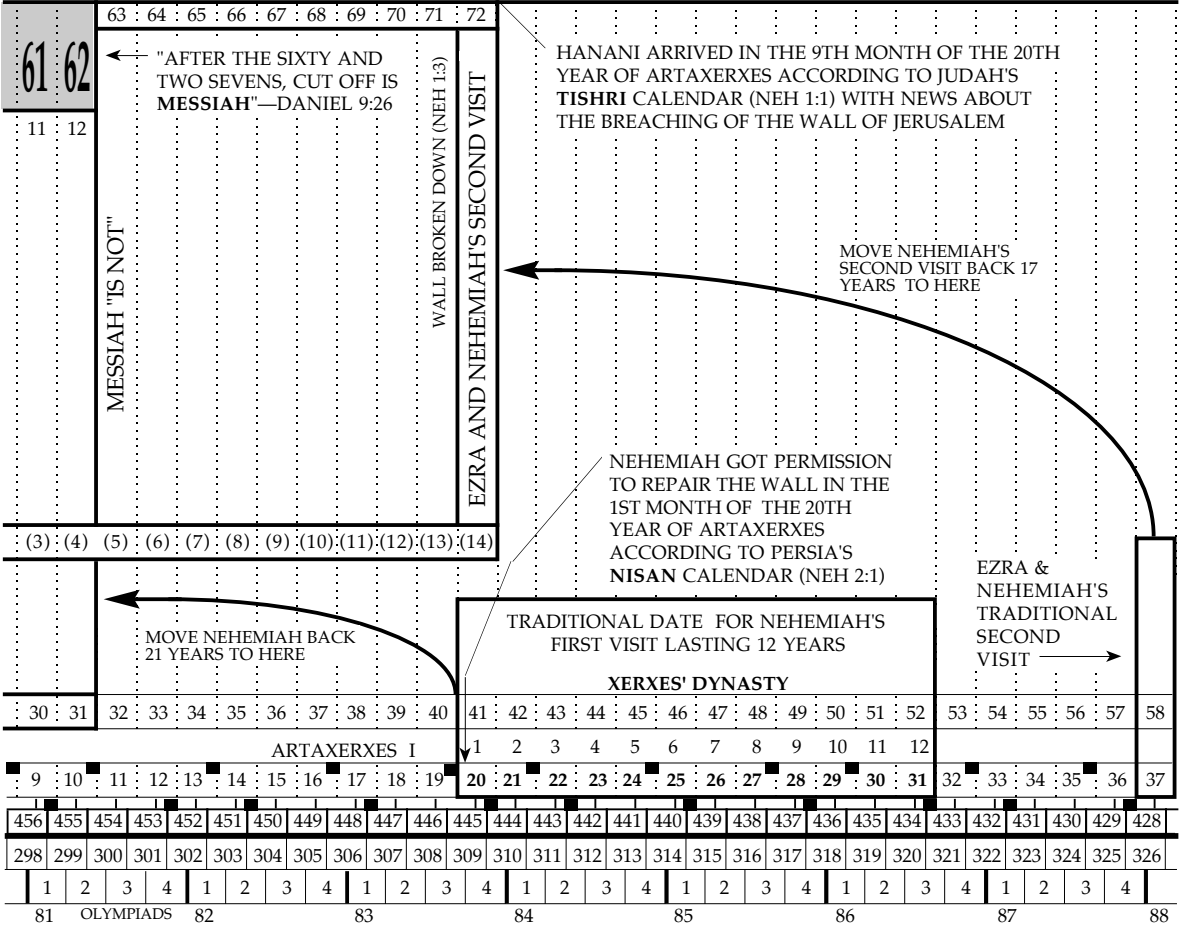 63 64 65 66 67 68 69 70 71 72
61 62
"AFTER THE SIXTY AND
TWO SEVENS, CUT OFF IS
MESSIAH"—DANIEL 9:26
11 12
MESSIAH "IS NOT"
WALL BROKEN DOWN (NEH 1:3)
EZRA AND NEHEMIAH'S SECOND VISIT
HANANI ARRIVED IN THE 9TH MONTH OF THE 20TH
YEAR OF ARTAXERXES ACCORDING TO JUDAH'S
TISHRI CALENDAR (NEH 1:1) WITH NEWS ABOUT
THE BREACHING OF THE WALL OF JERUSALEM
MOVE NEHEMIAH'S
SECOND VISIT BACK 17
YEARS TO HERE
NEHEMIAH GOT PERMISSION
TO REPAIR THE WALL IN THE
1ST MONTH OF THE 20TH
YEAR OF ARTAXERXES
ACCORDING TO PERSIA'S
NISAN CALENDAR (NEH 2:1)
(3) (4) (5) (6) (7) (8) (9) (10) (11) (12) (13) (14)
EZRA &
NEHEMIAH'S
TRADITIONAL
SECOND
VISIT
MOVE NEHEMIAH BACK
21 YEARS TO HERE
TRADITIONAL DATE FOR NEHEMIAH'S
FIRST VISIT LASTING 12 YEARS
XERXES' DYNASTY
30 31 32 33 34 35 36 37 38 39 40 41 42 43 44 45 46 47 48 49 50 51 52 53 54 55 56 57 58
ARTAXERXES I 1 2 3 4 5 6 7 8 9 10 11 12
9 10 11 12 13 14 15 16 17 18 19 20 21 22 23 24 25 26 27 28 29 30 31 32 33 34 35 36 37
456 455 454 453 452 451 450 449 448 447 446 445 444 443 442 441 440 439 438 437 436 435 434 433 432 431 430 429 428
298 299 300 301 302 303 304 305 306 307 308 309 310 311 312 313 314 315 316 317 318 319 320 321 322 323 324 325 326
1 2 3 4 1 2 3 4 1 2 3 4 1 2 3 4 1 2 3 4 1 2 3 4 1 2 3 4
81 OLYMPIADS 82 83 84 85 86 87 88